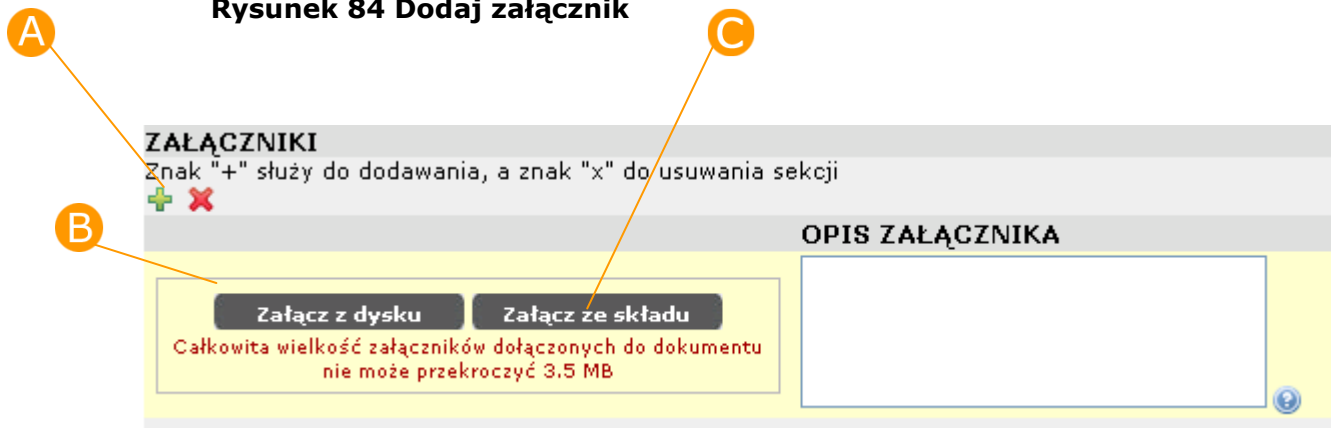 Rysunek 84 Dodaj załącznik
A
C
ZAŁĄCZNIKI
Znak "+" służy do dodawania, a znak "x" do usuwania sekcji
B
OPIS ZAŁĄCZNIKA
Załącz z dysku Załącz ze składu
Całkowita wielkość załączników dołączonych do dokumentu
nie może przekroczyć 3.5 MB
?